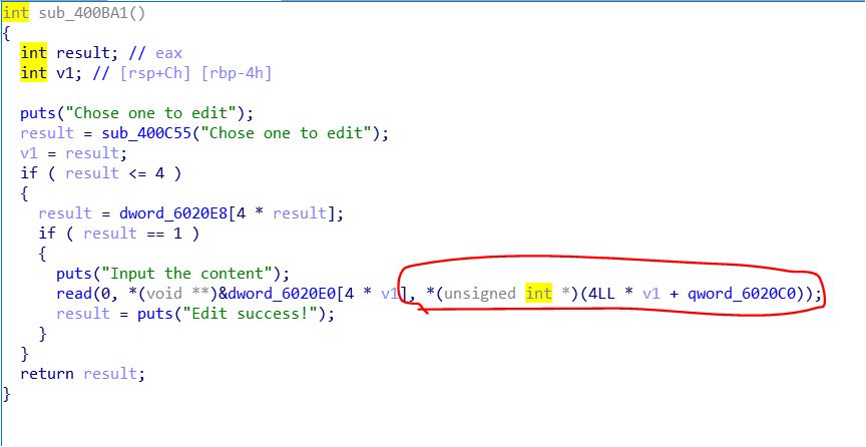 int sub_400BA1()
{
int result; // eax
int v1; // [rsp+Ch] [rbp-4h]
puts("Chose one to edit");
result = sub_400C55("Chose one to edit");
v1 = result;
if ( result <= 4 )
{
result = dword_6020E8[4 * result];
if ( result == 1 )
{
puts("Input the content");
read(0, *(void **)&dword_6020E0[4 * v1], *(unsigned int *)(4LL * v1 + qword_6020C0));
result = puts("Edit success!");
}
}
return result;
}